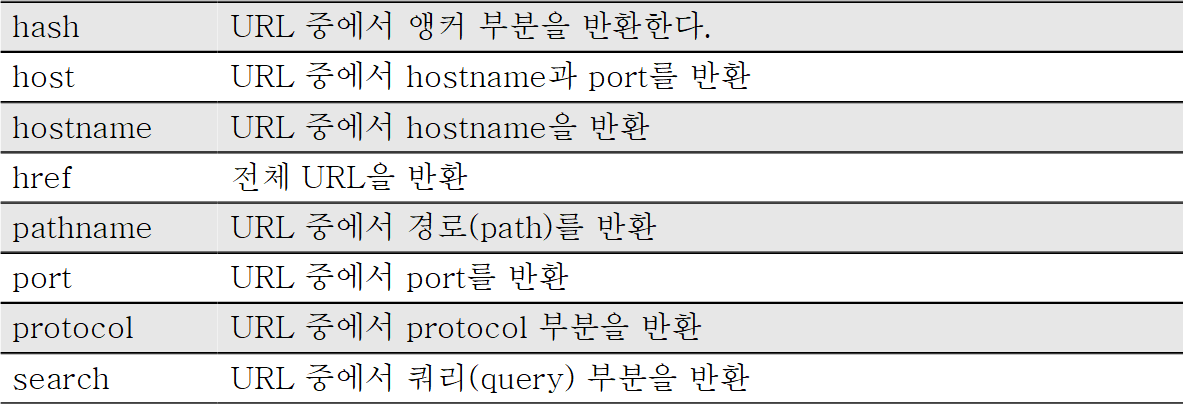 hash URL 중에서 앵커 부분을 반환한다.
host URL 중에서 hostname과 port를 반환
hostname URL 중에서 hostname을 반환
href 전체 URL을 반환
pathname URL 중에서 경로(path)를 반환
port URL 중에서 port를 반환
protocol URL 중에서 protocol 부분을 반환
search URL 중에서 쿼리(query) 부분을 반환